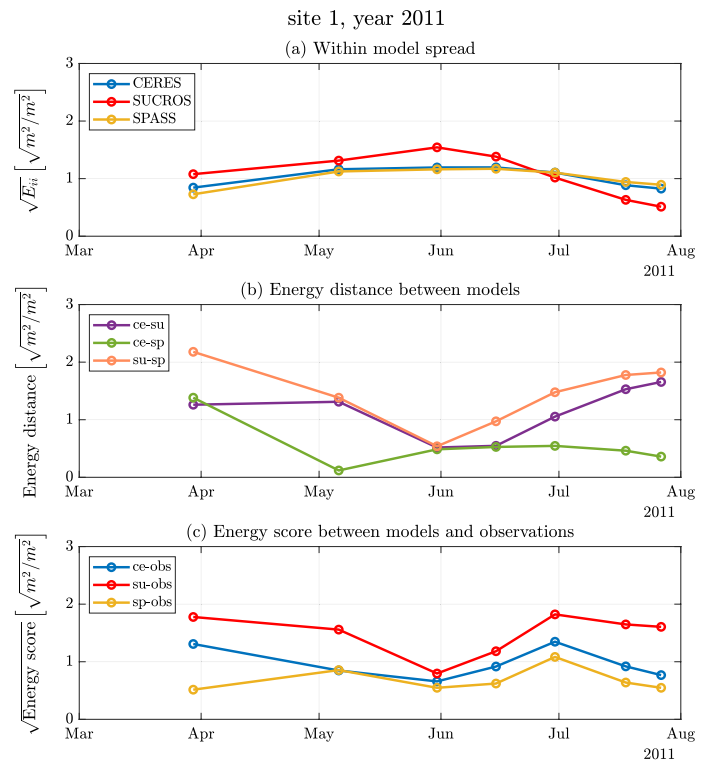 site 1, year 2011
(a) Within model spread
√E_ii [√m²/m²]
3
2
1
0
CERES
SUCROS
SPASS
Mar Apr May Jun Jul Aug
2011
(b) Energy distance between models
Energy distance [√m²/m²]
3
2
1
0
ce-su
ce-sp
su-sp
Mar Apr May Jun Jul Aug
2011
(c) Energy score between models and observations
√Energy score [√m²/m²]
3
2
1
0
ce-obs
su-obs
sp-obs
Mar Apr May Jun Jul Aug
2011